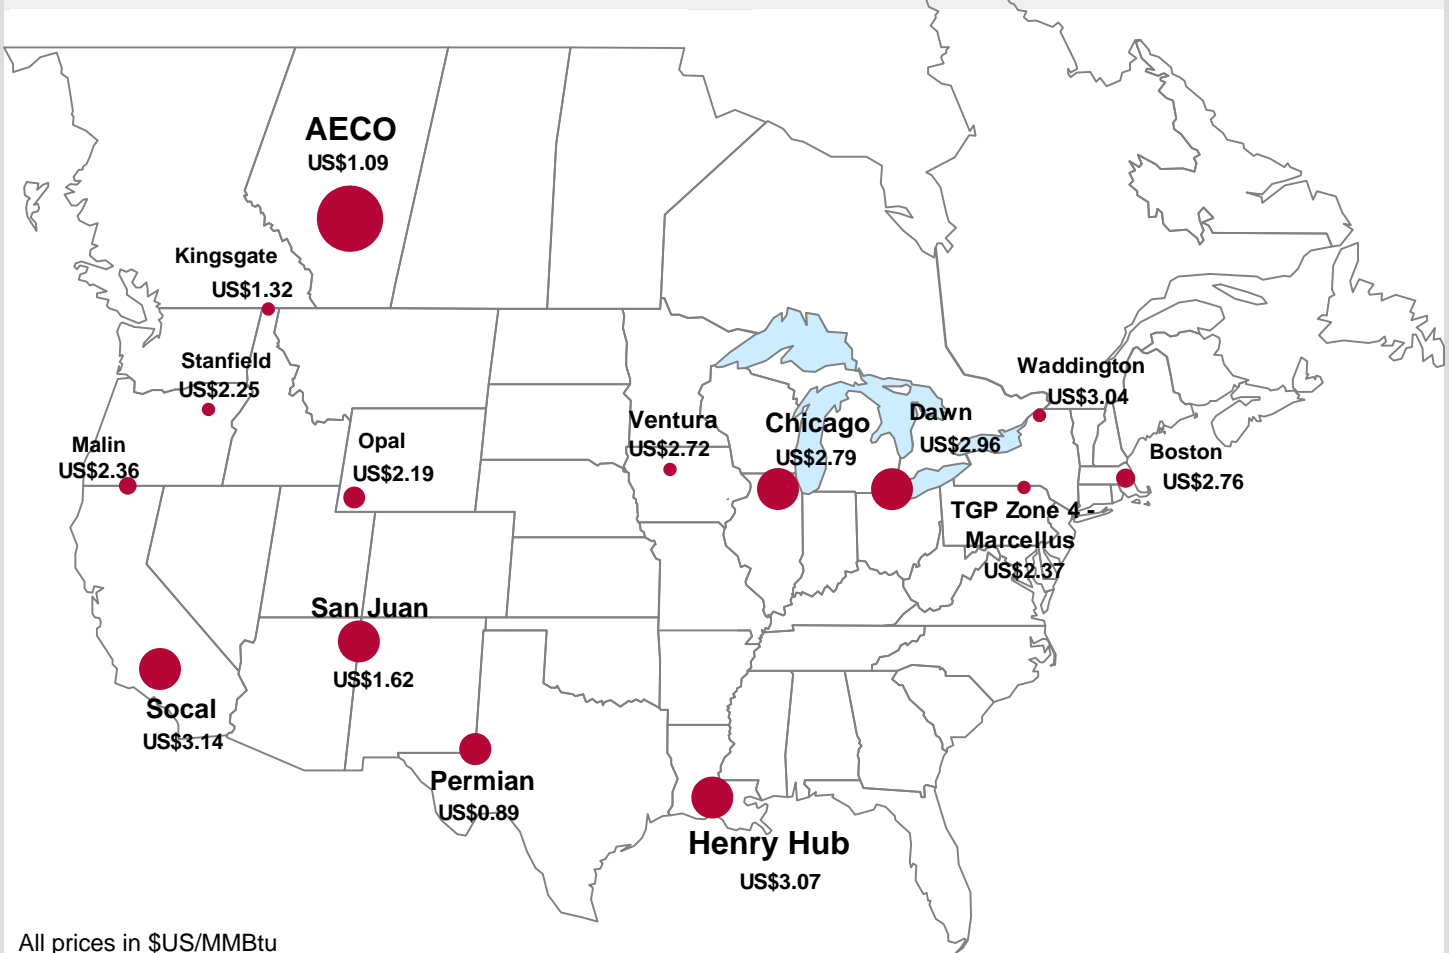 AECO
US$1.09
Kingsgate
US$1.32
Stanfield
US$2.25
Malin
US$2.36
Opal
US$2.19
Ventura
US$2.72
Chicago
US$2.79
Dawn
US$2.96
Waddington
US$3.04
Boston
US$2.76
TGP Zone 4 -
Marcellus
US$2.37
San Juan
US$1.62
Socal
US$3.14
Permian
US$0.89
Henry Hub
US$3.07
All prices in $US/MMBtu